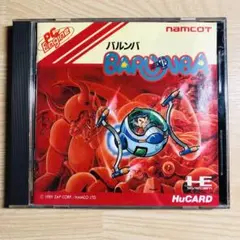 PC
Engine
namcot
バルンバ
BARUNBA
HE
HuCARD